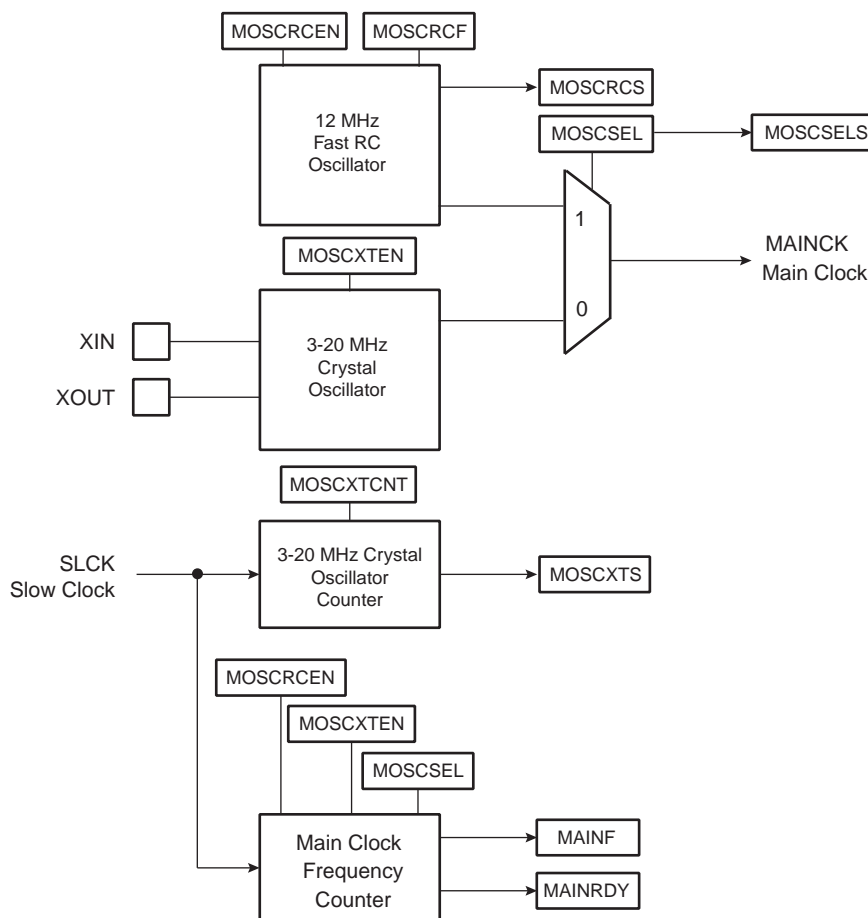 MOSCRCEN
MOSCRCF
12 MHz
Fast RC
Oscillator
MOSCRCS
MOSCSEL
MOSCSELS
1
0
MAINCK
Main Clock
MOSCXTEN
XIN
XOUT
3-20 MHz
Crystal
Oscillator
MOSCXTCNT
SLCK
Slow Clock
3-20 MHz Crystal
Oscillator
Counter
MOSCXTS
MOSCRCEN
MOSCXTEN
MOSCSEL
Main Clock
Frequency
Counter
MAINF
MAINRDY